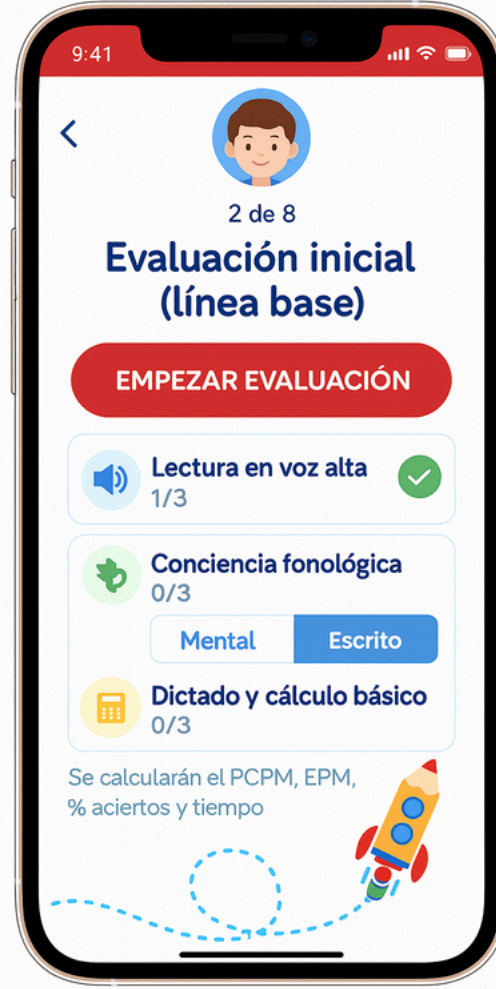 9:41
2 de 8
Evaluación inicial
(línea base)
EMPEZAR EVALUACIÓN
Lectura en voz alta
1/3
Conciencia fonológica
0/3
Mental Escrito
Dictado y cálculo básico
0/3
Se calcularán el PCPM, EPM,
% aciertos y tiempo